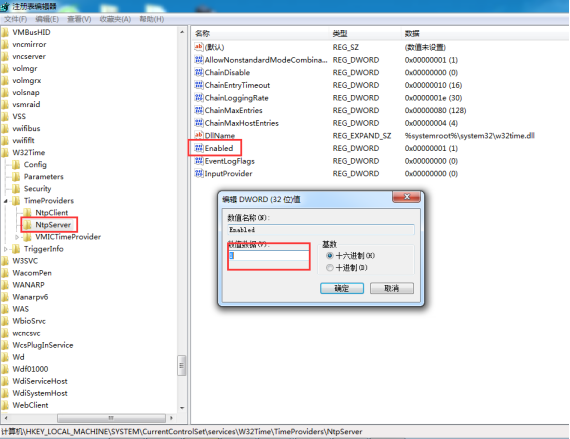 注册表编辑器
文件(F) 编辑(E) 查看(V) 收藏夹(A) 帮助(H)
VMBusHID
vncmirror
vncserver
volmgr
volmgrx
volsnap
vsmraid
VSS
vwifibus
vwififlt
W32Time
Config
Parameters
Security
TimeProviders
NtpClient
NtpServer
VMICTimeProvider
TriggerInfo
W3SVC
WacomPen
WANARP
Wanarpv6
WAS
WbioSrvc
wcncsvc
WcsPlugInService
Wd
Wdf01000
WdiServiceHost
WdiSystemHost
WebClient
名称 类型 数据
(默认) REG_SZ (数值未设置)
AllowNonstandardModeCombina... REG_DWORD 0x00000001 (1)
ChainDisable REG_DWORD 0x00000000 (0)
ChainEntryTimeout REG_DWORD 0x00000010 (16)
ChainLoggingRate REG_DWORD 0x0000001e (30)
ChainMaxEntries REG_DWORD 0x00000080 (128)
ChainMaxHostEntries REG_DWORD 0x00000004 (4)
DllName REG_EXPAND_SZ %systemroot%\system32\w32time.dll
Enabled REG_DWORD 0x00000001 (1)
EventLogFlags REG_DWORD 0x00000000 (0)
InputProvider REG_DWORD 0x00000000 (0)
编辑 DWORD (32 位)值
数值名称(N):
Enabled
数值数据(V):
基数
十六进制(H)
十进制(D)
确定 取消
计算机\HKEY_LOCAL_MACHINE\SYSTEM\CurrentControlSet\services\W32Time\TimeProviders\NtpServer